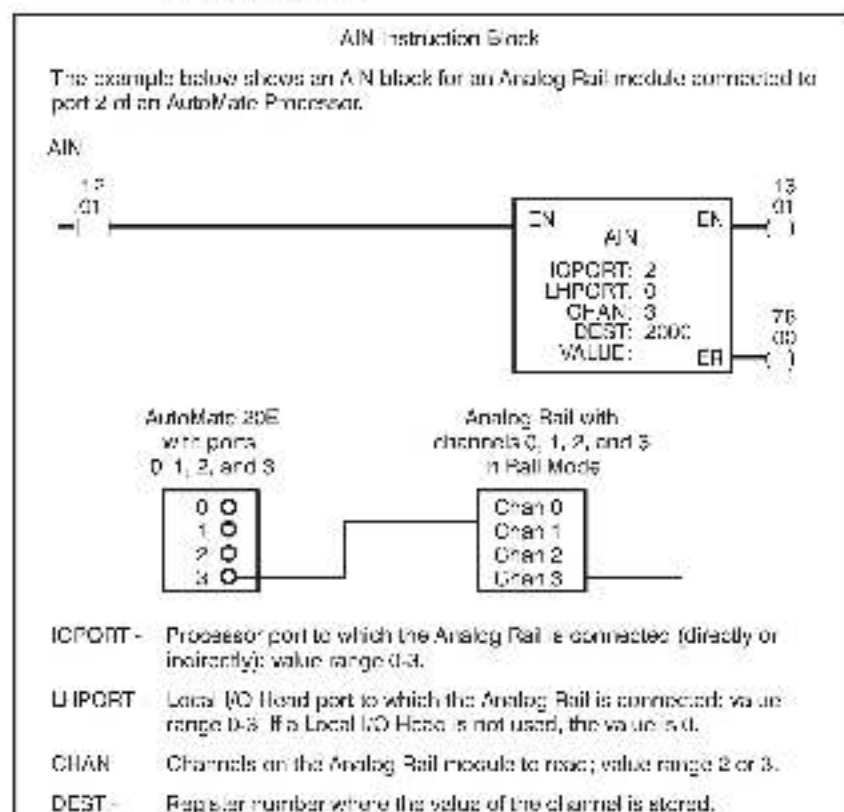 AIN Instruction Block
The example below shows an AIN block for an Analog Rail module connected to
port 2 of an AutoMate Processor.
AIN
12
01
13
01
EN
EN
AIN
IOPORT: 2
LHPORT: 0
CHAN: 3
DEST: 2000
VALUE:
ER
76
00
AutoMate 20E
with ports
0, 1, 2, and 3
Analog Rail with
channels 0, 1, 2, and 3
in Rail Mode
0
1
2
3
Chan 0
Chan 1
Chan 2
Chan 3
IOPORT - Processor port to which the Analog Rail is connected (directly or
indirectly); value range 0-3.
LHPORT - Local I/O Head port to which the Analog Rail is connected; value
range 0-3. If a Local I/O Head is not used, the value is 0.
CHAN - Channels on the Analog Rail module to read; value range 2 or 3.
DEST - Register number where the value of the channel is stored.